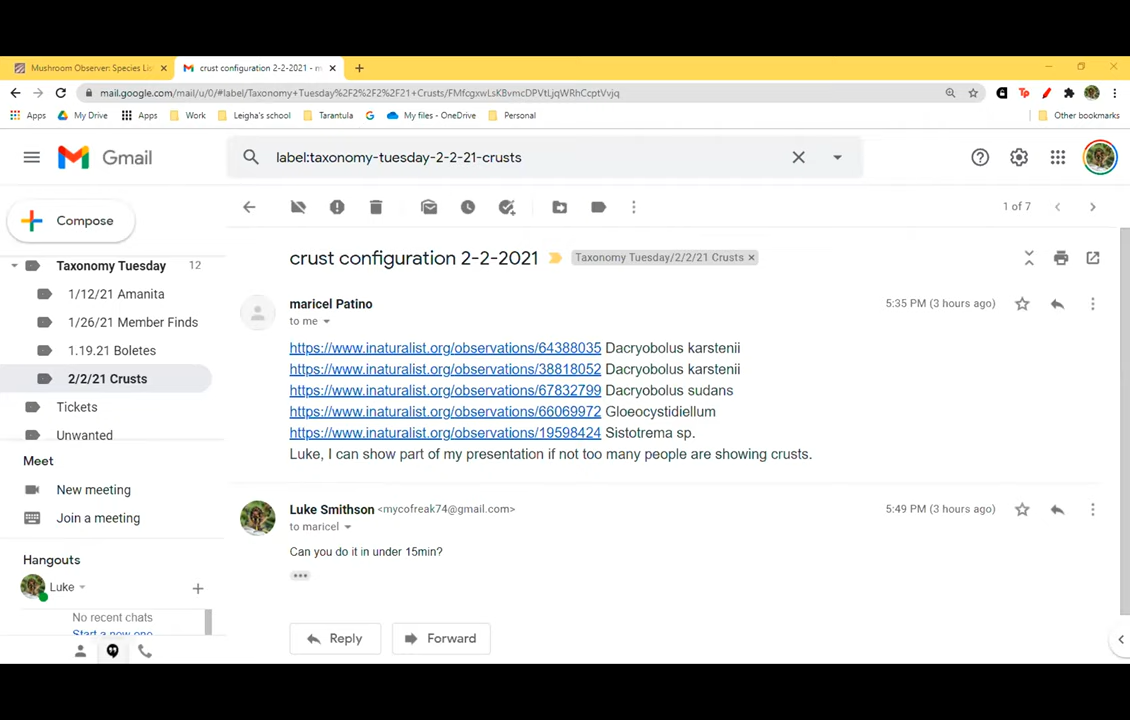 Mushroom Observer: Species Lis
crust configuration 2-2-2021 - m
mail.google.com/mail/u/0/#label/Taxonomy+Tuesday%2F2%2F2%2F21+Crusts/FMfcgxwLsKBvmcDPVtLjqWRhCcptVvjq
Apps My Drive Apps Work Leigha's school Tarantula My files - OneDrive Personal Other bookmarks
Gmail
label:taxonomy-tuesday-2-2-21-crusts
Compose
1 of 7
Taxonomy Tuesday 12
1/12/21 Amanita
1/26/21 Member Finds
1.19.21 Boletes
2/2/21 Crusts
Tickets
Unwanted
Meet
New meeting
Join a meeting
Hangouts
Luke
No recent chats
Start a new one
crust configuration 2-2-2021 Taxonomy Tuesday/2/2/21 Crusts ×
maricel Patino 5:35 PM (3 hours ago)
to me
https://www.inaturalist.org/observations/64388035 Dacryobolus karstenii
https://www.inaturalist.org/observations/38818052 Dacryobolus karstenii
https://www.inaturalist.org/observations/67832799 Dacryobolus sudans
https://www.inaturalist.org/observations/66069972 Gloeocystidiellum
https://www.inaturalist.org/observations/19598424 Sistotrema sp.
Luke, I can show part of my presentation if not too many people are showing crusts.
Luke Smithson <mycofreak74@gmail.com> 5:49 PM (3 hours ago)
to maricel
Can you do it in under 15min?
Reply Forward